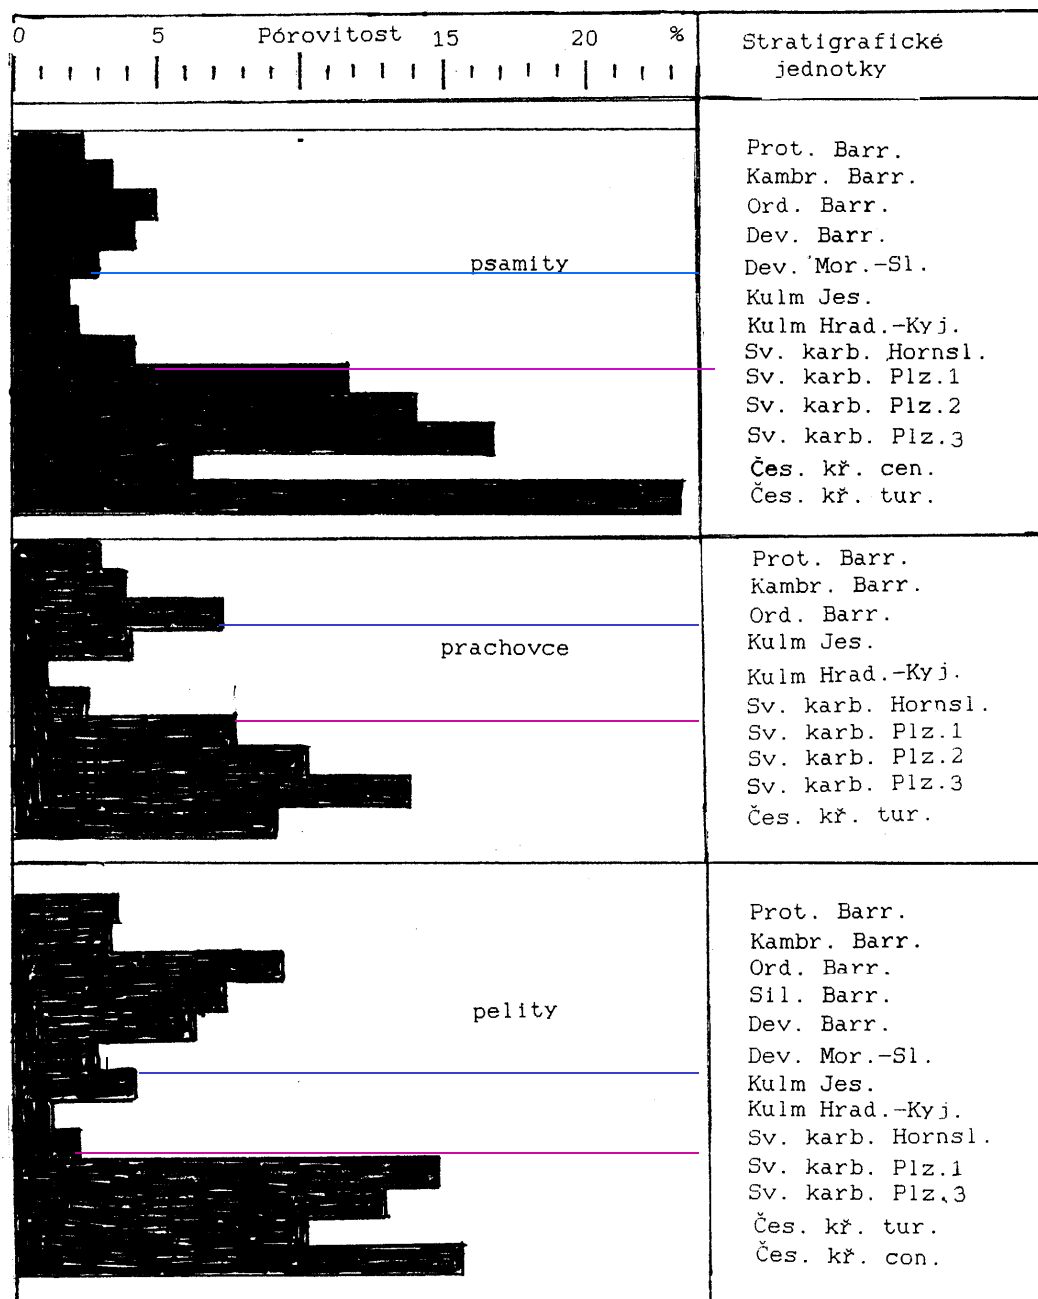 0 5 Pórovitost 15 20 %
Stratigrafické
jednotky
psamity
Prot. Barr.
Kambr. Barr.
Ord. Barr.
Dev. Barr.
Dev. Mor.-Sl.
Kulm Jes.
Kulm Hrad.-Kyj.
Sv. karb. Hornsl.
Sv. karb. Plz.1
Sv. karb. Plz.2
Sv. karb. Plz.3
Čes. kř. cen.
Čes. kř. tur.
prachovce
Prot. Barr.
Kambr. Barr.
Ord. Barr.
Kulm Jes.
Kulm Hrad.-Kyj.
Sv. karb. Hornsl.
Sv. karb. Plz.1
Sv. karb. Plz.2
Sv. karb. Plz.3
Čes. kř. tur.
pelity
Prot. Barr.
Kambr. Barr.
Ord. Barr.
Sil. Barr.
Dev. Barr.
Dev. Mor.-Sl.
Kulm Jes.
Kulm Hrad.-Kyj.
Sv. karb. Hornsl.
Sv. karb. Plz.1
Sv. karb. Plz.3
Čes. kř. tur.
Čes. kř. con.